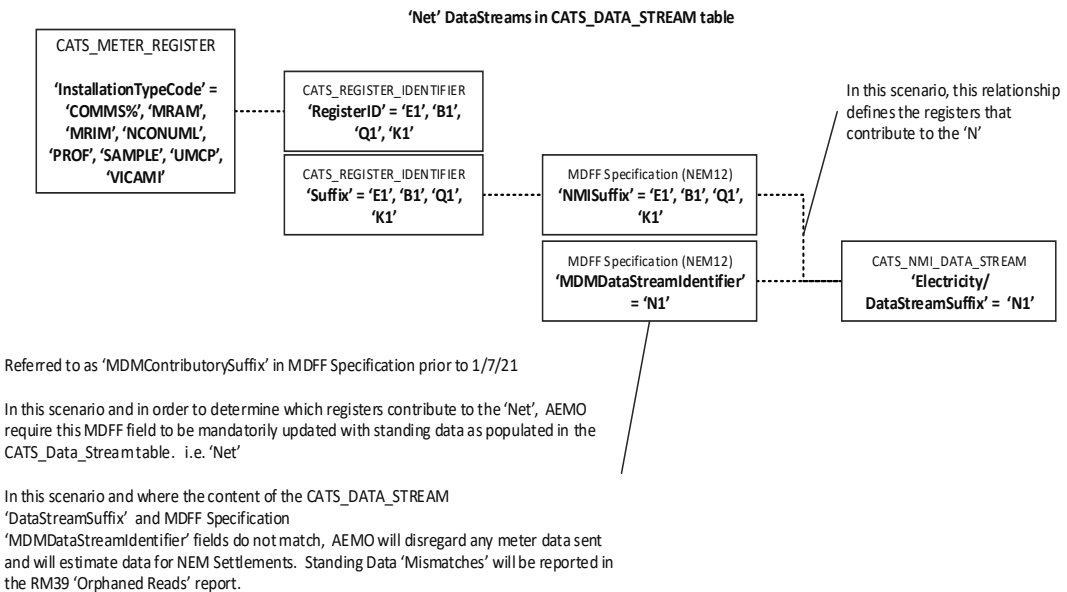 ‘Net’ DataStreams in CATS_DATA_STREAM table
CATS_METER_REGISTER
‘InstallationTypeCode’ =
‘COMMS%’, ‘MRAM’,
‘MRIM’, ‘NCONUML’,
‘PROF’, ‘SAMPLE’, ‘UMCP’,
‘VICAMI’
CATS_REGISTER_IDENTIFIER
‘RegisterID’ = ‘E1’, ‘B1’,
‘Q1’, ‘K1’
CATS_REGISTER_IDENTIFIER
‘Suffix’ = ‘E1’, ‘B1’, ‘Q1’,
‘K1’
MDFF Specification (NEM12)
‘NMISuffix’ = ‘E1’, ‘B1’, ‘Q1’,
‘K1’
MDFF Specification (NEM12)
‘MDMDataStreamIdentifier’
= ‘N1’
In this scenario, this relationship
defines the registers that
contribute to the ‘N’
CATS_NMI_DATA_STREAM
‘Electricity/
DataStreamSuffix’ = ‘N1’
Referred to as ‘MDMContributorySuffix’ in MDFF Specification prior to 1/7/21
In this scenario and in order to determine which registers contribute to the ‘Net’, AEMO
require this MDFF field to be mandatorily updated with standing data as populated in the
CATS_Data_Stream table. i.e. ‘Net’
In this scenario and where the content of the CATS_DATA_STREAM
‘DataStreamSuffix’ and MDFF Specification
‘MDMDataStreamIdentifier’ fields do not match, AEMO will disregard any meter data sent
and will estimate data for NEM Settlements. Standing Data ‘Mismatches’ will be reported in
the RM39 ‘Orphaned Reads’ report.